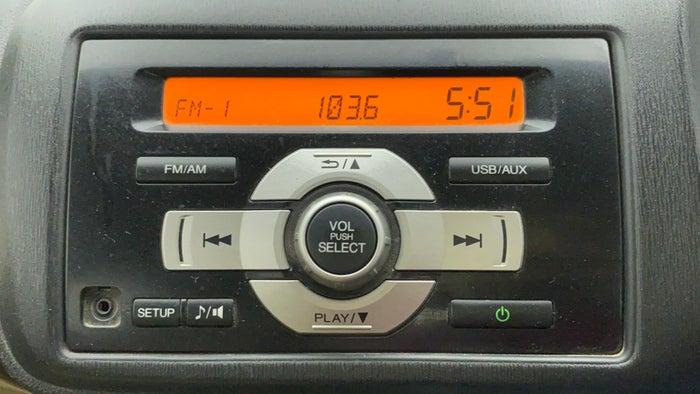 FM-1 103.6 5:51
FM/AM
USB/AUX
VOL
PUSH
SELECT
SETUP
PLAY/▼